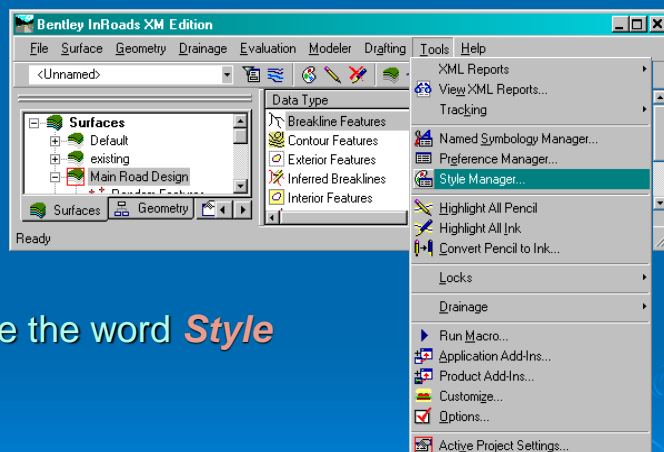 Bentley InRoads XM Edition
File Surface Geometry Drainage Evaluation Modeler Drafting Tools Help
<Unnamed>
Surfaces
Default
existing
Main Road Design
Random Features
Surfaces Geometry
Data Type
Breakline Features
Contour Features
Exterior Features
Inferred Breaklines
Interior Features
Ready
XML Reports
View XML Reports...
Tracking
Named Symbology Manager...
Preference Manager...
Style Manager...
Highlight All Pencil
Highlight All Ink
Convert Pencil to Ink...
Locks
Drainage
Run Macro...
Application Add-Ins...
Product Add-Ins...
Customize...
Options...
Active Project Settings...
e the word Style